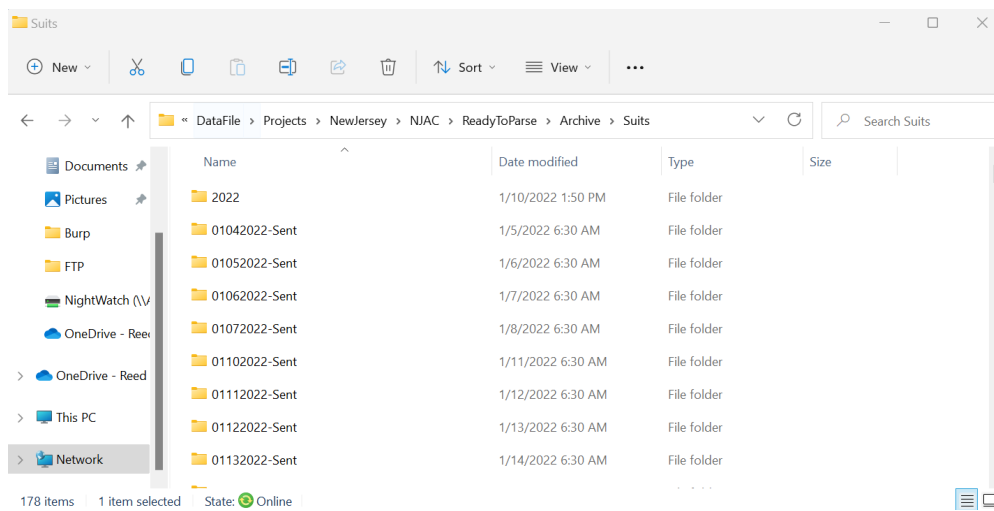 Suits
New Sort View
« DataFile > Projects > NewJersey > NJAC > ReadyToParse > Archive > Suits Search Suits
Documents
Pictures
Burp
FTP
NightWatch (\\
OneDrive - Reed
OneDrive - Reed
This PC
Network
Name Date modified Type Size
2022 1/10/2022 1:50 PM File folder
01042022-Sent 1/5/2022 6:30 AM File folder
01052022-Sent 1/6/2022 6:30 AM File folder
01062022-Sent 1/7/2022 6:30 AM File folder
01072022-Sent 1/8/2022 6:30 AM File folder
01102022-Sent 1/11/2022 6:30 AM File folder
01112022-Sent 1/12/2022 6:30 AM File folder
01122022-Sent 1/13/2022 6:30 AM File folder
01132022-Sent 1/14/2022 6:30 AM File folder
178 items 1 item selected State: Online